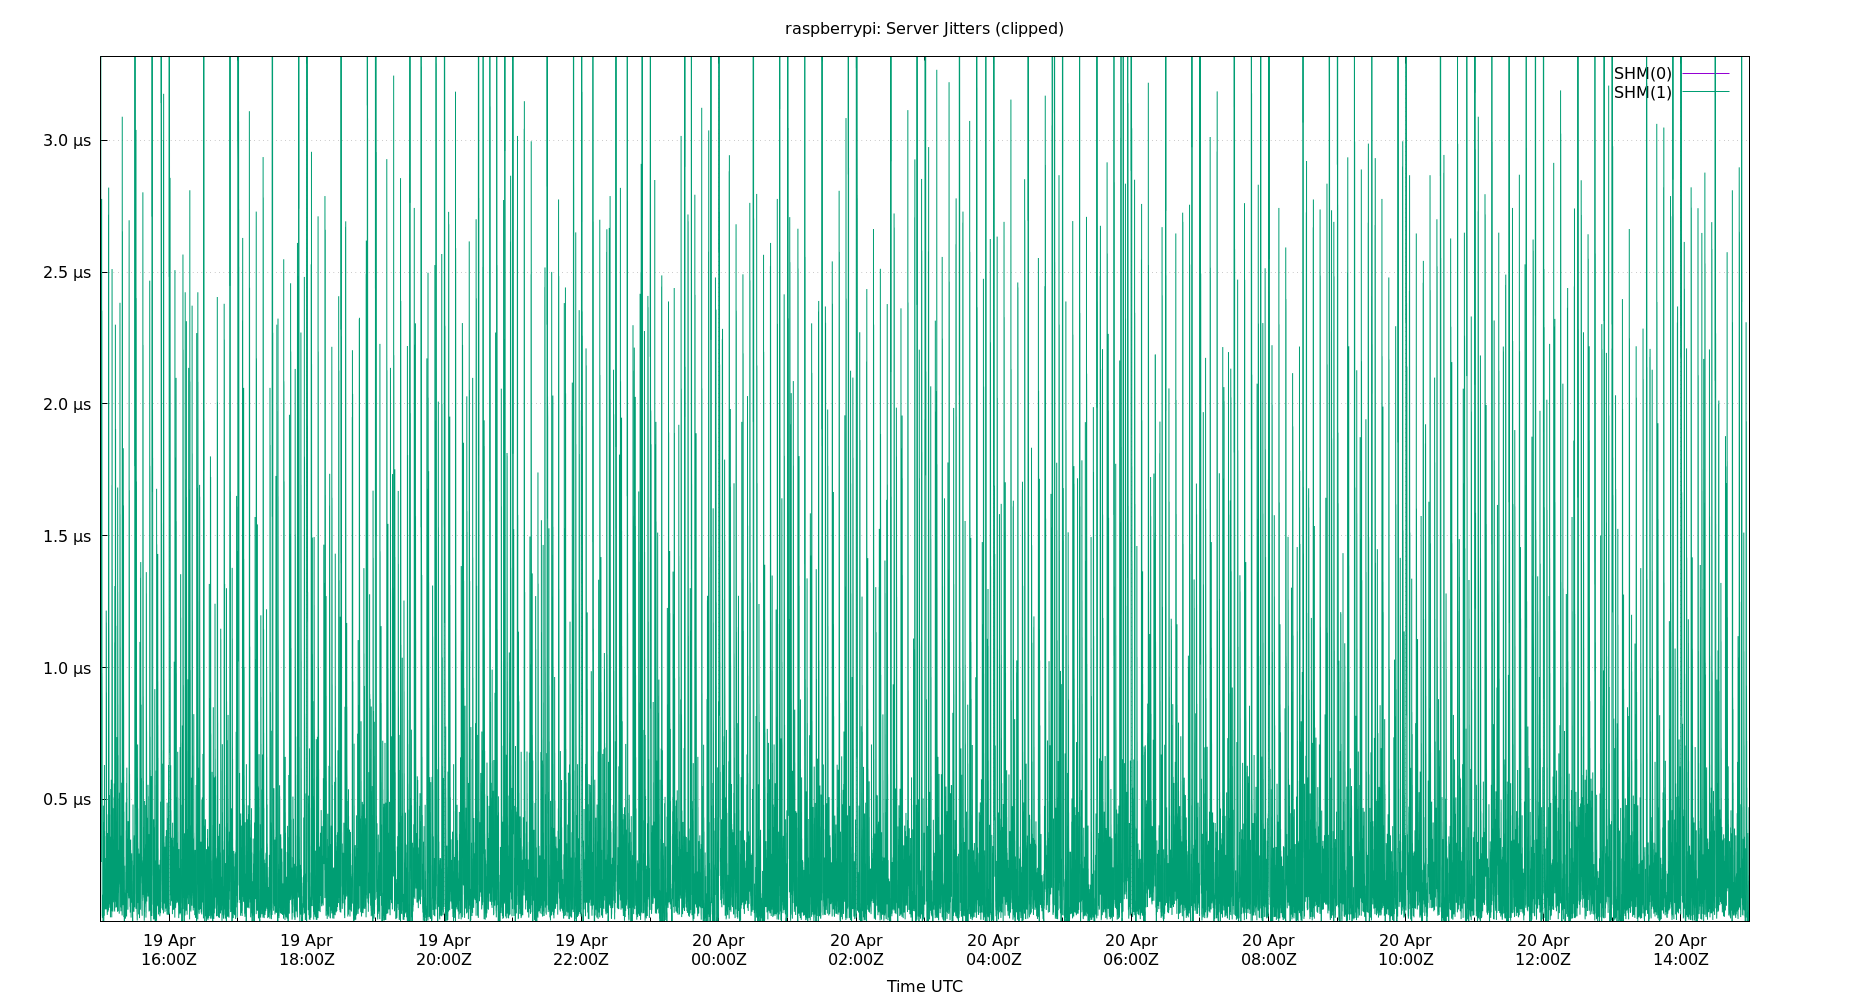 raspberrypi: Server Jitters (clipped)
SHM(0)
SHM(1)
3.0 µs
2.5 µs
2.0 µs
1.5 µs
1.0 µs
0.5 µs
19 Apr 19 Apr 19 Apr 19 Apr 20 Apr 20 Apr 20 Apr 20 Apr 20 Apr 20 Apr 20 Apr 20 Apr
16:00Z 18:00Z 20:00Z 22:00Z 00:00Z 02:00Z 04:00Z 06:00Z 08:00Z 10:00Z 12:00Z 14:00Z
Time UTC